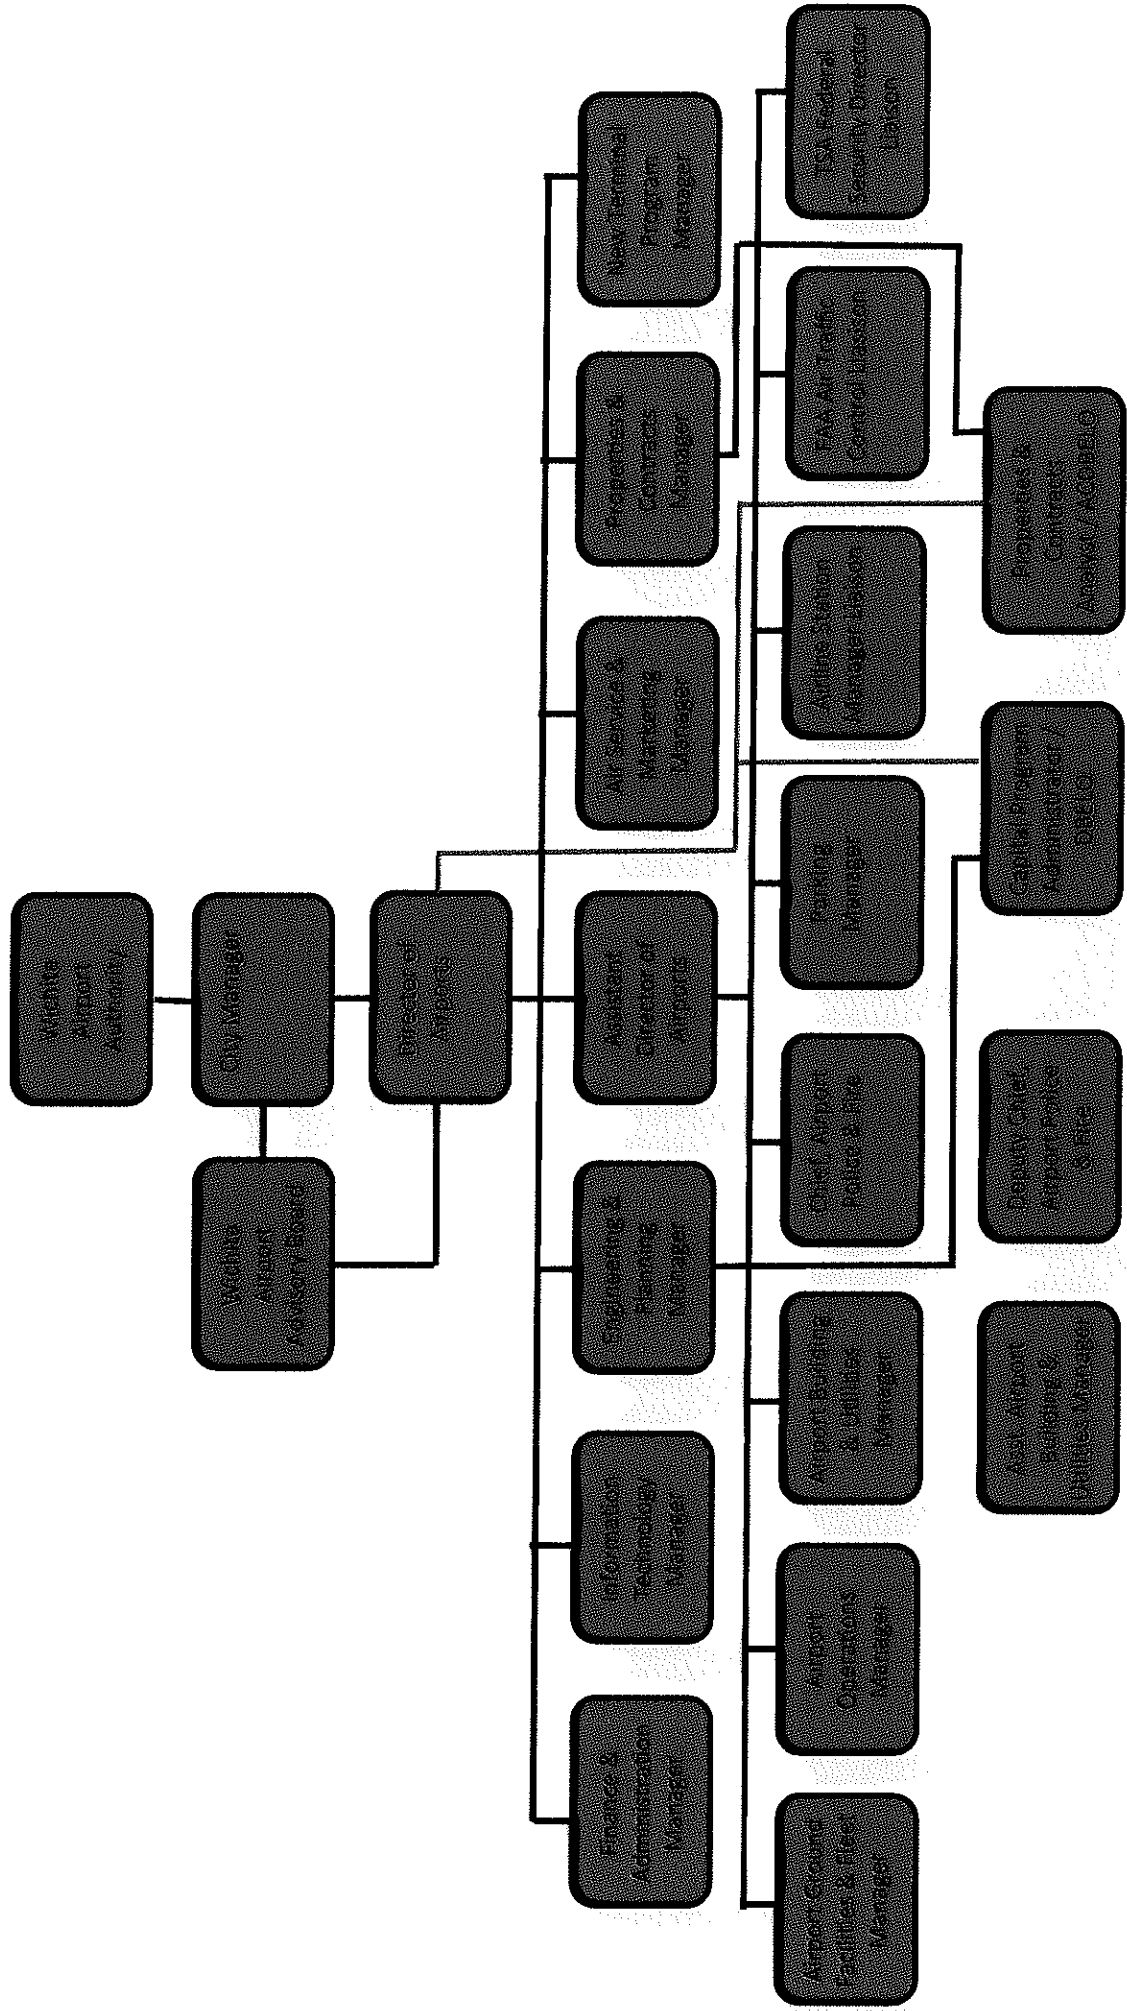 Wichita
Airport
Authority
City Manager
Wichita
Airport
Advisory Board
Director of
Airports
Finance &
Administration
Manager
Information
Technology
Manager
Engineering &
Planning
Manager
Assistant
Director of
Airports
Air Service &
Marketing
Manager
Properties &
Contracts
Manager
New Terminal
Program
Manager
Airport Ground
Facilities & Fleet
Manager
Airport
Operations
Manager
Airport Building
& Utilities
Manager
Chief, Airport
Police & Fire
Parking
Manager
Airline Station
Manager Liaison
FAA Air Traffic
Control Liaison
TSA Federal
Security Director
Liaison
Asst. Airport
Building &
Utilities Manager
Deputy Chief,
Airport Police
& Fire
Capital Program
Administrator /
DBELO
Properties &
Contracts
Analyst / ACDBELO